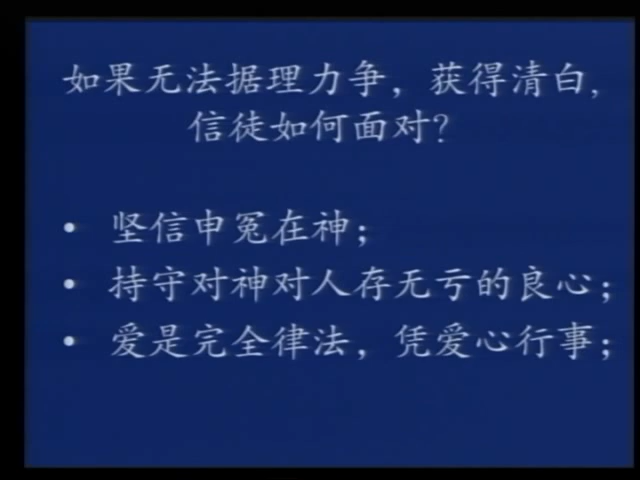 如果无法据理力争，获得清白,
信徒如何面对?
• 坚信申冤在神；
• 持守对神对人存无亏的良心；
• 爱是完全律法，凭爱心行事；